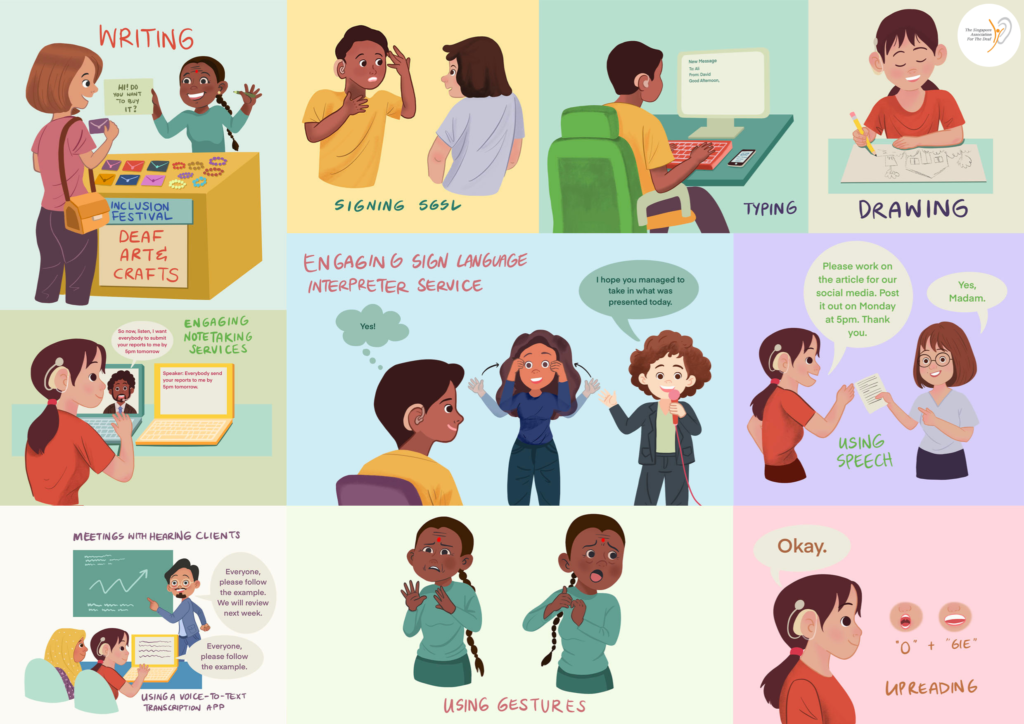 WRITING
HI! DO
YOU WANT
TO BUY
IT?
INCLUSION
FESTIVAL
DEAF
ART &
CRAFTS
SIGNING SGSL
New Message
To: All
From: David
Good Afternoon,
TYPING
DRAWING
The Singapore
Association
For The Deaf
ENGAGING
NOTETAKING
SERVICES
So now, listen, I want
everybody to submit
your reports to me by
5pm tomorrow
Speaker: Everybody send
your reports to me by
5pm tomorrow.
ENGAGING SIGN LANGUAGE
INTERPRETER SERVICE
Yes!
I hope you managed to
take in what was
presented today.
Please work on
the article for our
social media. Post
it out on Monday
at 5pm. Thank
you.
Yes,
Madam.
USING
SPEECH
MEETINGS WITH HEARING CLIENTS
Everyone,
please follow
the example.
We will review
next week.
Everyone,
please follow
the example.
USING A VOICE-TO-TEXT
TRANSCRIPTION APP
USING GESTURES
Okay.
"O" + "GIE"
LIPREADING